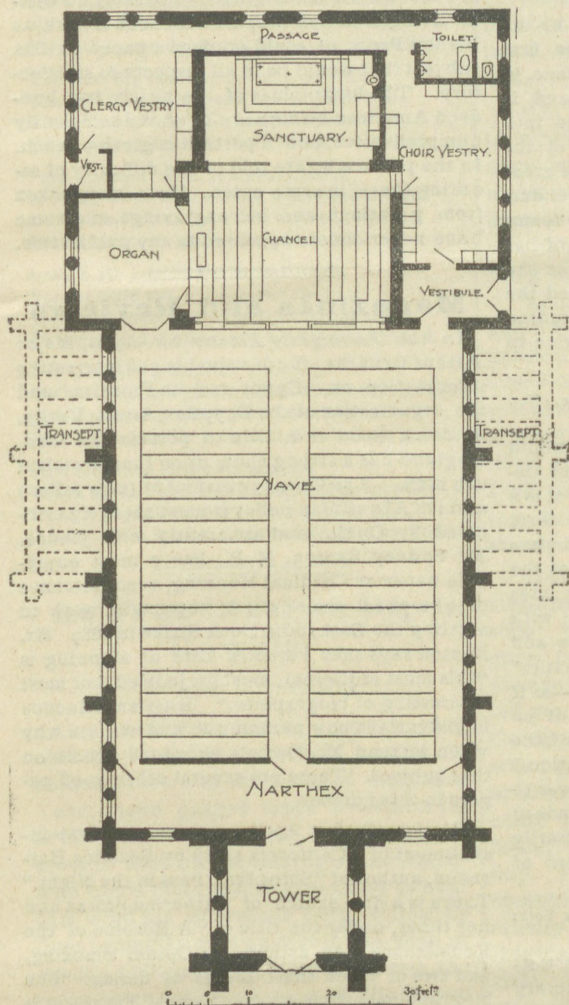 PASSAGE
TOILET.
CLERGY VESTRY
SANCTUARY.
CHOIR VESTRY.
VEST.
ORGAN
CHANCEL
VESTIBULE.
TRANSEPT
TRANSEPT
NAVE
NARTHEX
TOWER
0 10 20 30 feet